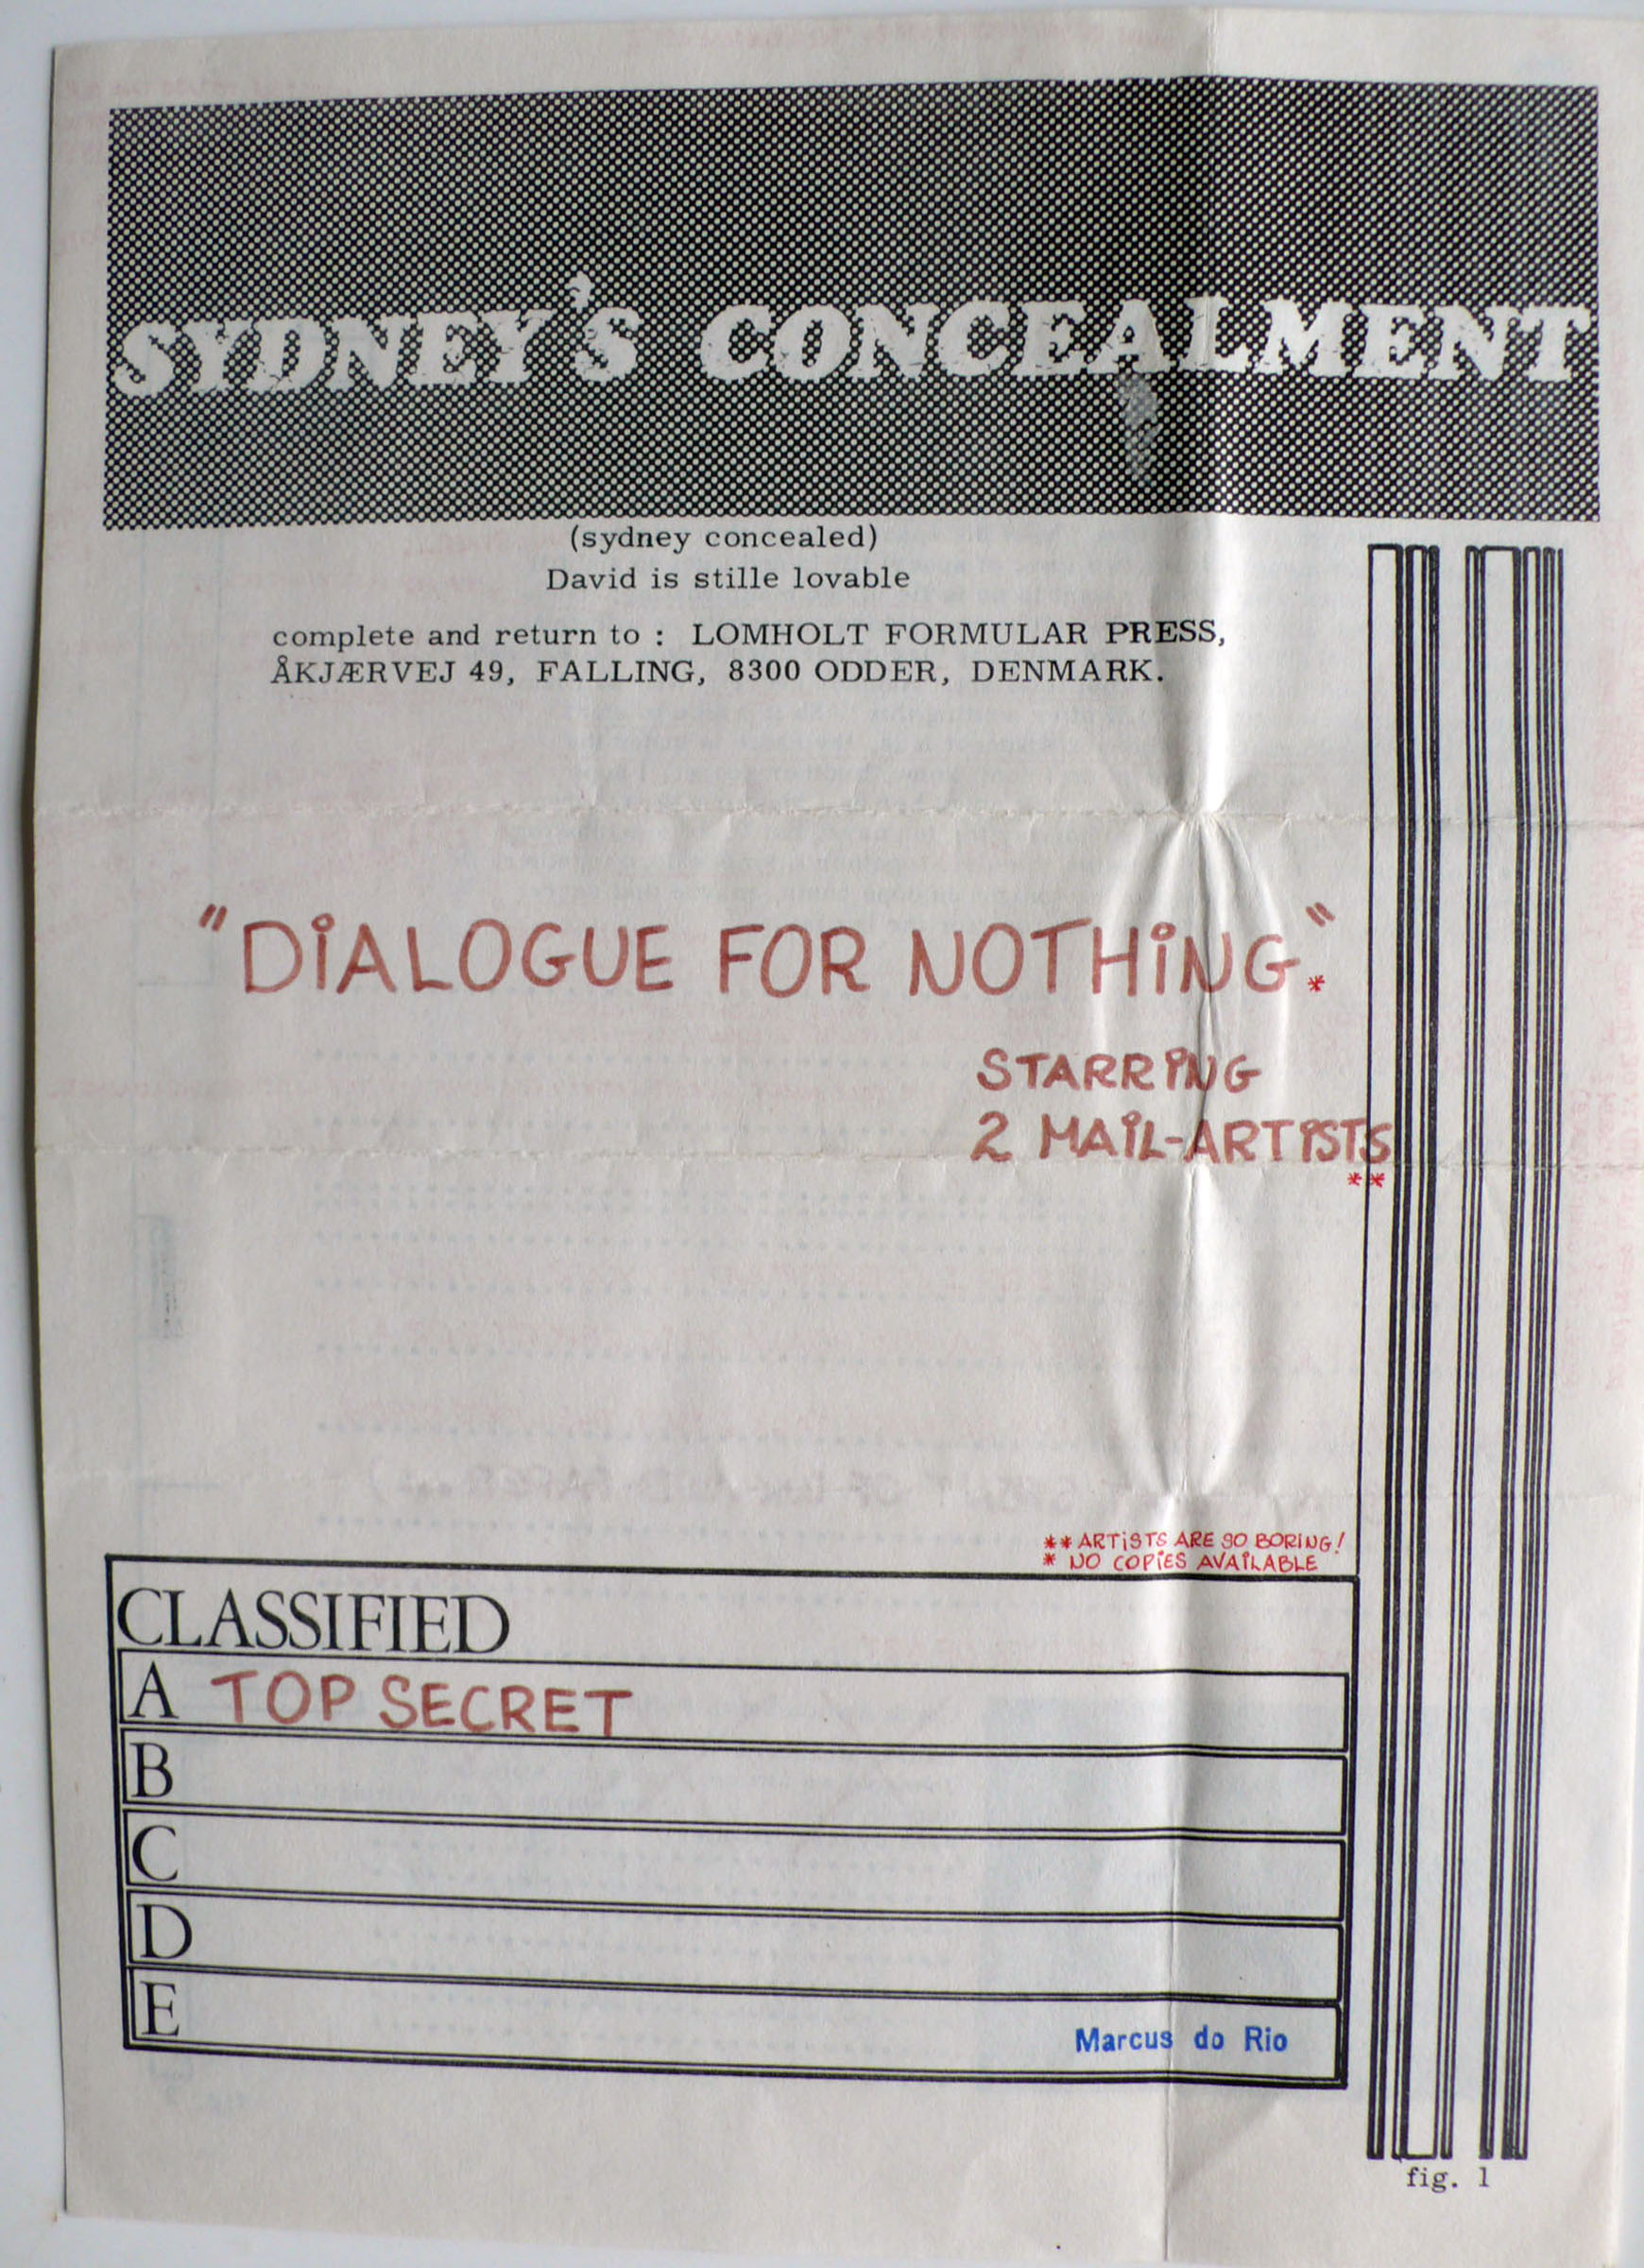 SYDNEY'S CONCEALMENT
(sydney concealed)
David is stille lovable
complete and return to : LOMHOLT FORMULAR PRESS,
ÅKJÆRVEJ 49, FALLING, 8300 ODDER, DENMARK.
"DiALOGUE FOR NOTHiNG."*
STARRiNG
2 MAiL-ARTiSTS
**
** ARTiSTS ARE SO BORiNG!
* NO COPiES AVAiLABLE
CLASSIFIED
A TOP SECRET
B
C
D
E
Marcus do Rio
fig. 1